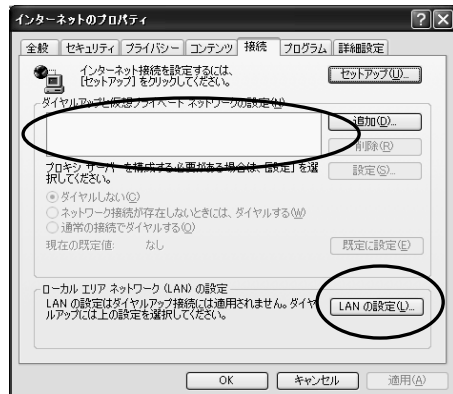 インターネットのプロパティ
全般 セキュリティ プライバシー コンテンツ 接続 プログラム 詳細設定
インターネット接続を設定するには、
[セットアップ] をクリックしてください。
セットアップ(U)...
ダイヤルアップと仮想プライベート ネットワークの設定(N)
追加(D)...
削除(R)
プロキシ サーバーを構成する必要がある場合は、[設定] を選
択してください。
設定(S)...
ダイヤルしない(C)
ネットワーク接続が存在しないときには、ダイヤルする(W)
通常の接続でダイヤルする(O)
現在の既定値: なし
既定に設定(E)
ローカル エリア ネットワーク (LAN) の設定
LAN の設定はダイヤルアップ接続には適用されません。ダイヤ
ルアップには上の設定を選択してください。
LAN の設定(L)...
OK キャンセル 適用(A)